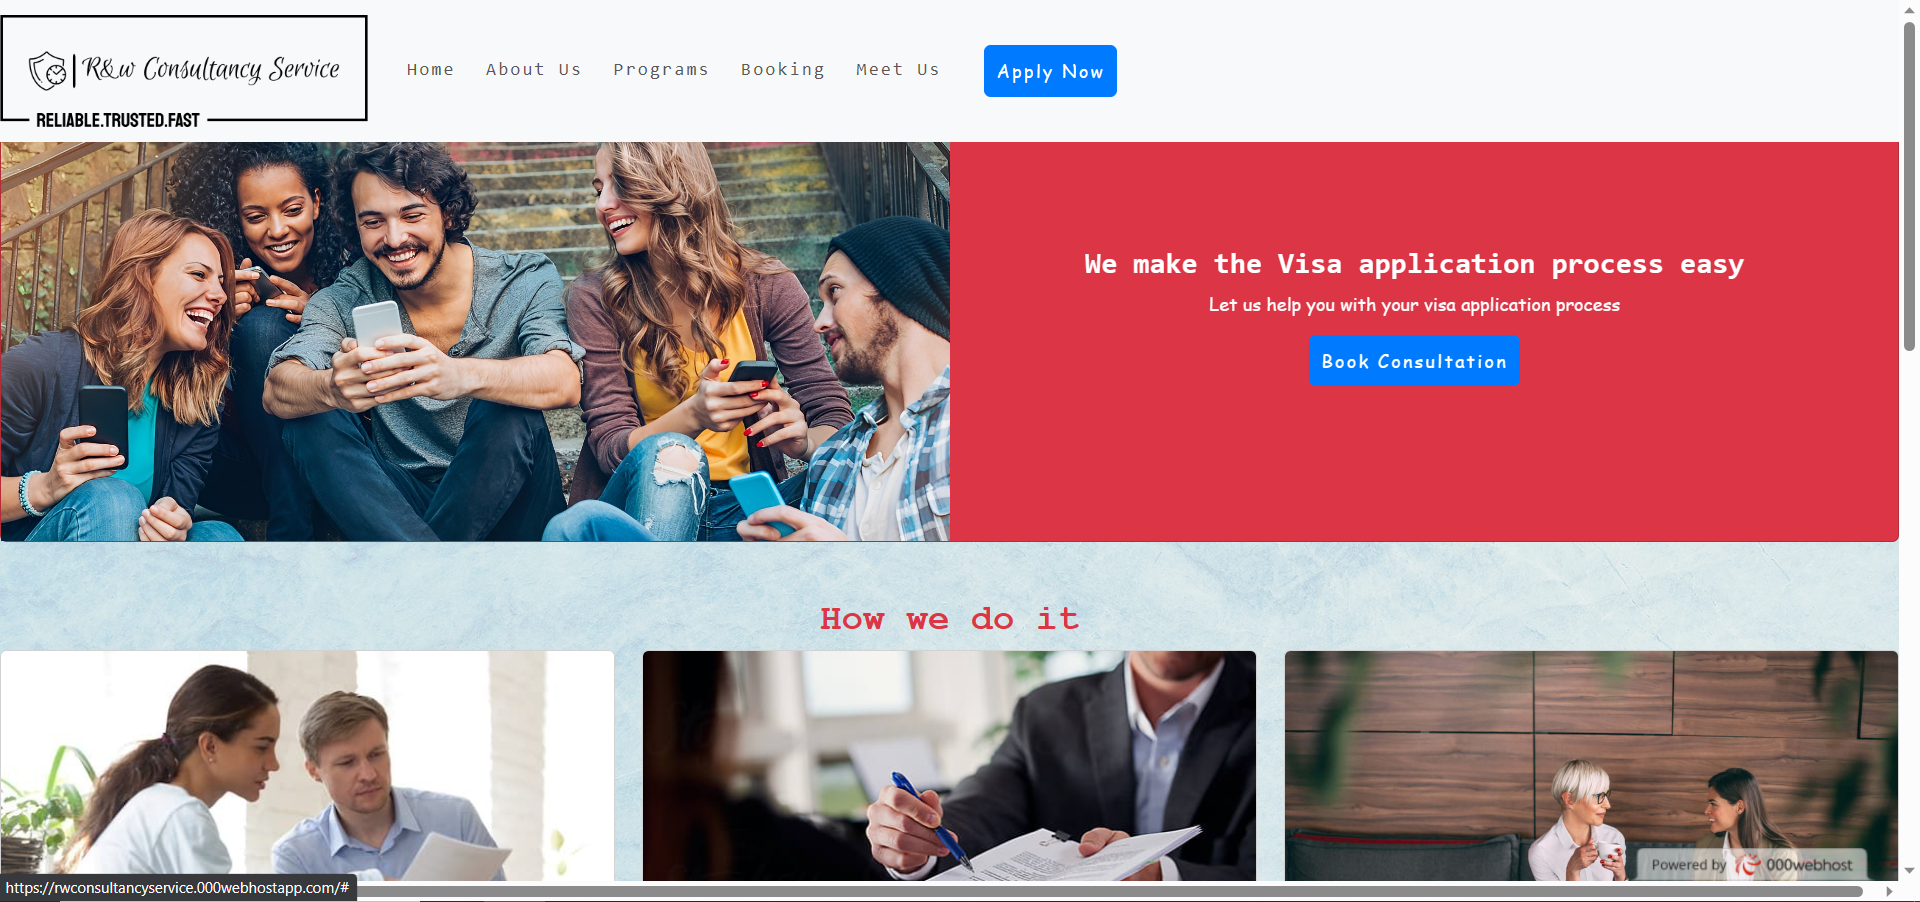 R&w Consultancy Service
RELIABLE.TRUSTED.FAST
Home About Us Programs Booking Meet Us Apply Now
We make the Visa application process easy
Let us help you with your visa application process
Book Consultation
How we do it
Powered by 000webhost
https://rwconsultancyservice.000webhostapp.com/#